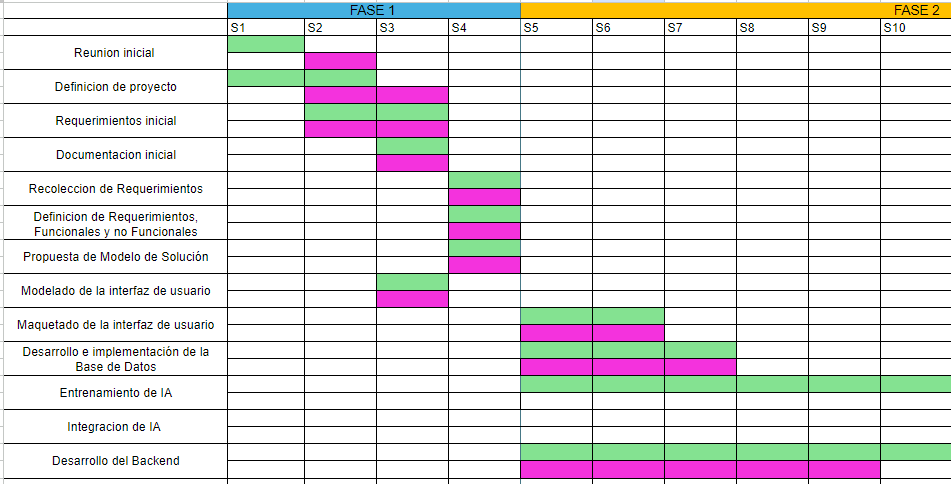 FASE 1 FASE 2
S1 S2 S3 S4 S5 S6 S7 S8 S9 S10
Reunion inicial
Definicion de proyecto
Requerimientos inicial
Documentacion inicial
Recoleccion de Requerimientos
Definicion de Requerimientos,
Funcionales y no Funcionales
Propuesta de Modelo de Solución
Modelado de la interfaz de usuario
Maquetado de la interfaz de usuario
Desarrollo e implementación de la
Base de Datos
Entrenamiento de IA
Integracion de IA
Desarrollo del Backend